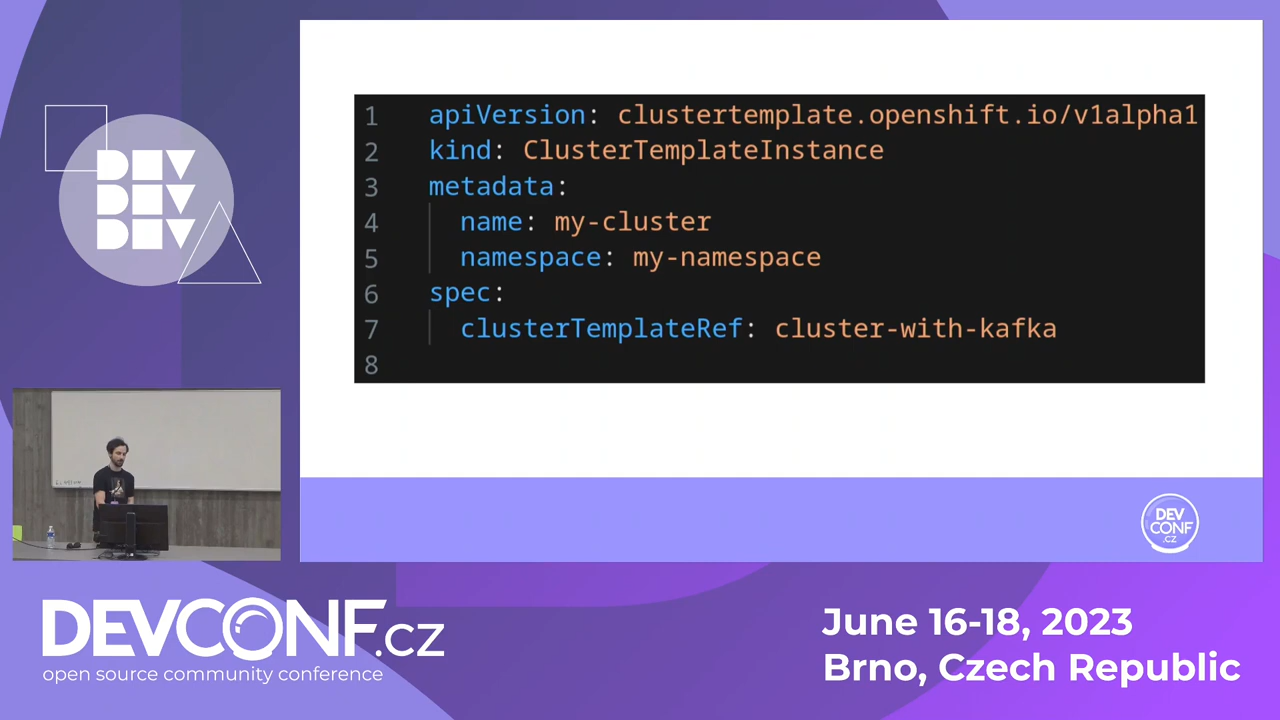 DEV
DEV
DEV
1 apiVersion: clustertemplate.openshift.io/v1alpha1
2 kind: ClusterTemplateInstance
3 metadata:
4 name: my-cluster
5 namespace: my-namespace
6 spec:
7 clusterTemplateRef: cluster-with-kafka
8
DEV
CONF
.CZ
DEVCONF.cz
open source community conference
June 16-18, 2023
Brno, Czech Republic